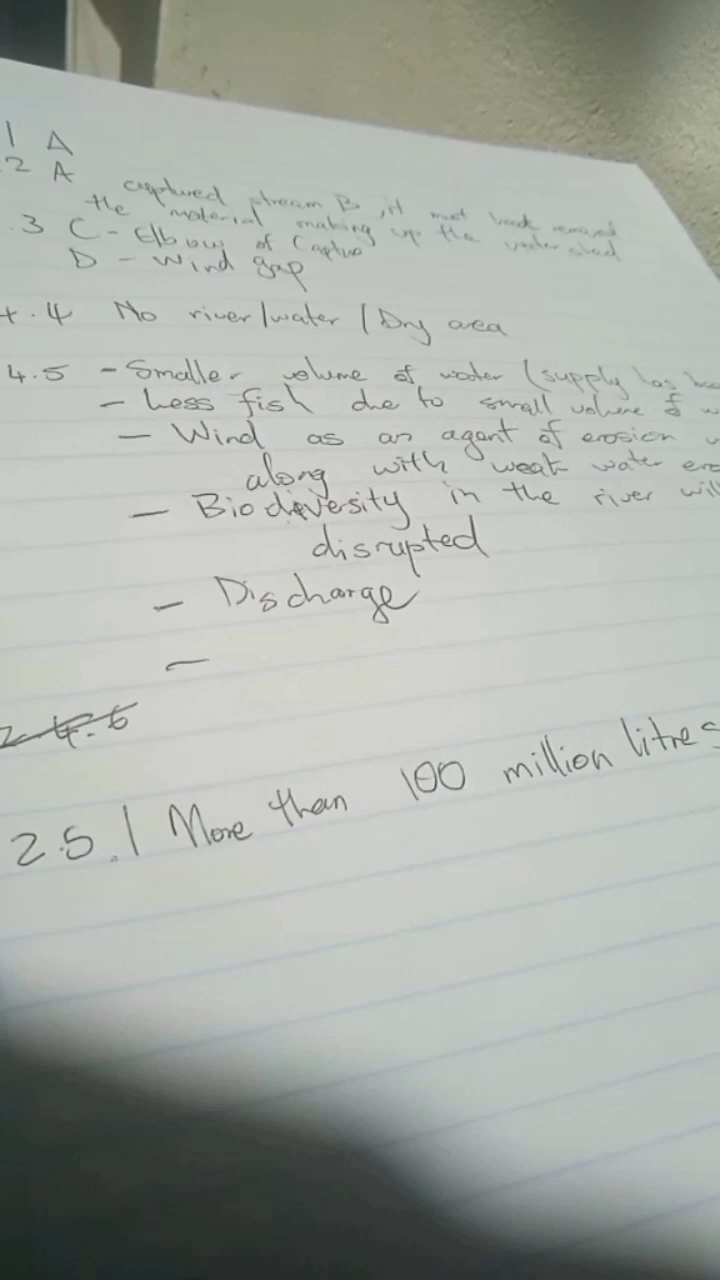 1 A
.2 A captured stream B, it must have removed
the material making up the watershed
.3 C - Elbow of Captu
D - Wind gap
4.4 No river/water / Dry area
4.5 - Smaller volume of water (supply has
- Less fish due to small volume of
- Wind as an agent of erosion
along with weak water
- Biodiversity in the river will
disrupted
- Discharge
-
2.5.1 More than 100 million litres